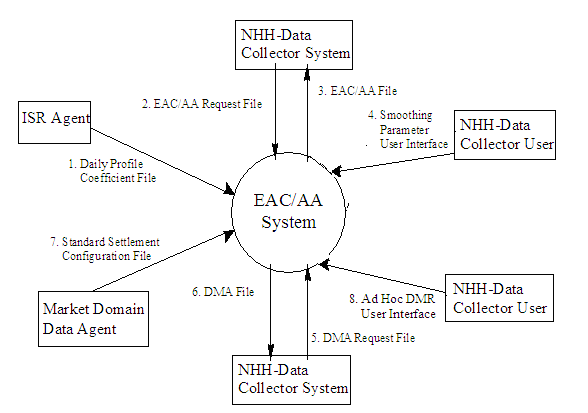 NHH-Data
Collector System
2. EAC/AA Request File
3. EAC/AA File
4. Smoothing
Parameter
User Interface
ISR Agent
NHH-Data
Collector User
1. Daily Profile
Coefficient File
EAC/AA
System
7. Standard Settlement
Configuration File
Market Domain
Data Agent
6. DMA File
8. Ad Hoc DMR
User Interface
NHH-Data
Collector User
5. DMA Request File
NHH-Data
Collector System